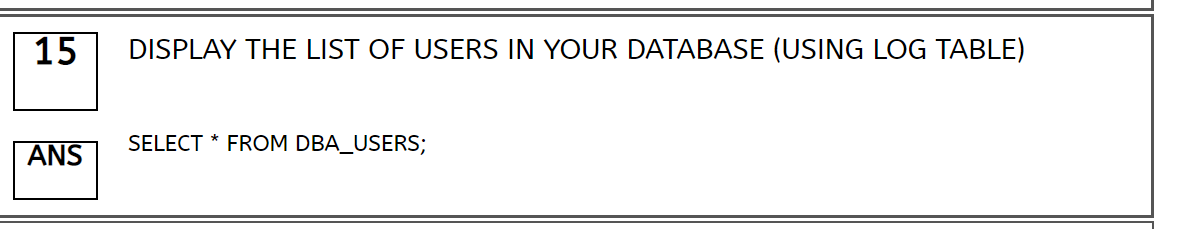 15
DISPLAY THE LIST OF USERS IN YOUR DATABASE (USING LOG TABLE)
ANS
SELECT * FROM DBA_USERS;